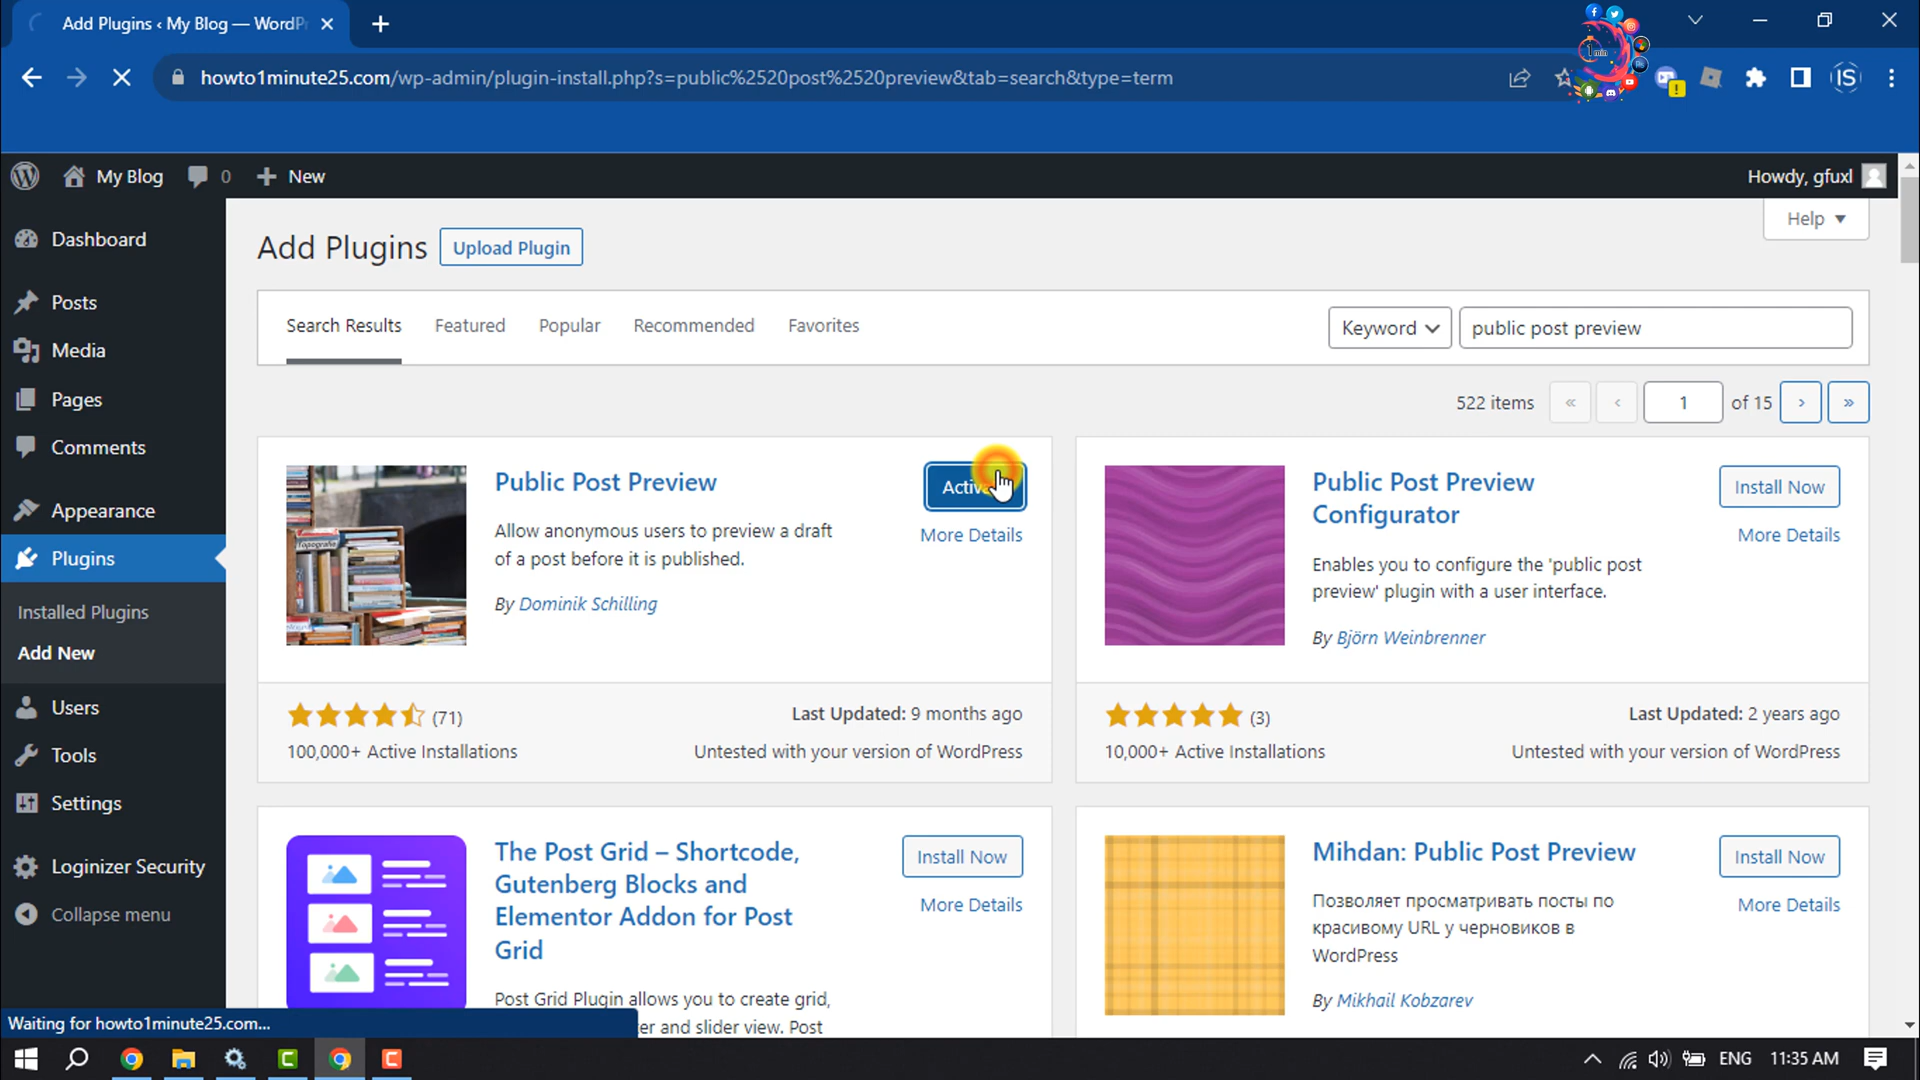 Add Plugins ‹ My Blog — WordPr
howto1minute25.com/wp-admin/plugin-install.php?s=public%2520post%2520preview&tab=search&type=term
1 min
IS
My Blog
0
New
Howdy, gfuxl
Dashboard
Posts
Media
Pages
Comments
Appearance
Plugins
Installed Plugins
Add New
Users
Tools
Settings
Loginizer Security
Collapse menu
Help
Add Plugins
Upload Plugin
Search Results
Featured
Popular
Recommended
Favorites
Keyword
public post preview
522 items
«
‹
1
of 15
›
»
Public Post Preview
Allow anonymous users to preview a draft
of a post before it is published.
By Dominik Schilling
More Details
(71)
100,000+ Active Installations
Last Updated: 9 months ago
Untested with your version of WordPress
Public Post Preview
Configurator
Enables you to configure the 'public post
preview' plugin with a user interface.
By Björn Weinbrenner
Install Now
More Details
(3)
10,000+ Active Installations
Last Updated: 2 years ago
Untested with your version of WordPress
The Post Grid – Shortcode,
Gutenberg Blocks and
Elementor Addon for Post
Grid
Post Grid Plugin allows you to create grid,
and slider view. Post
Install Now
More Details
Mihdan: Public Post Preview
Позволяет просматривать посты по
красивому URL у черновиков в
WordPress
By Mikhail Kobzarev
Install Now
More Details
Waiting for howto1minute25.com...
ENG
11:35 AM